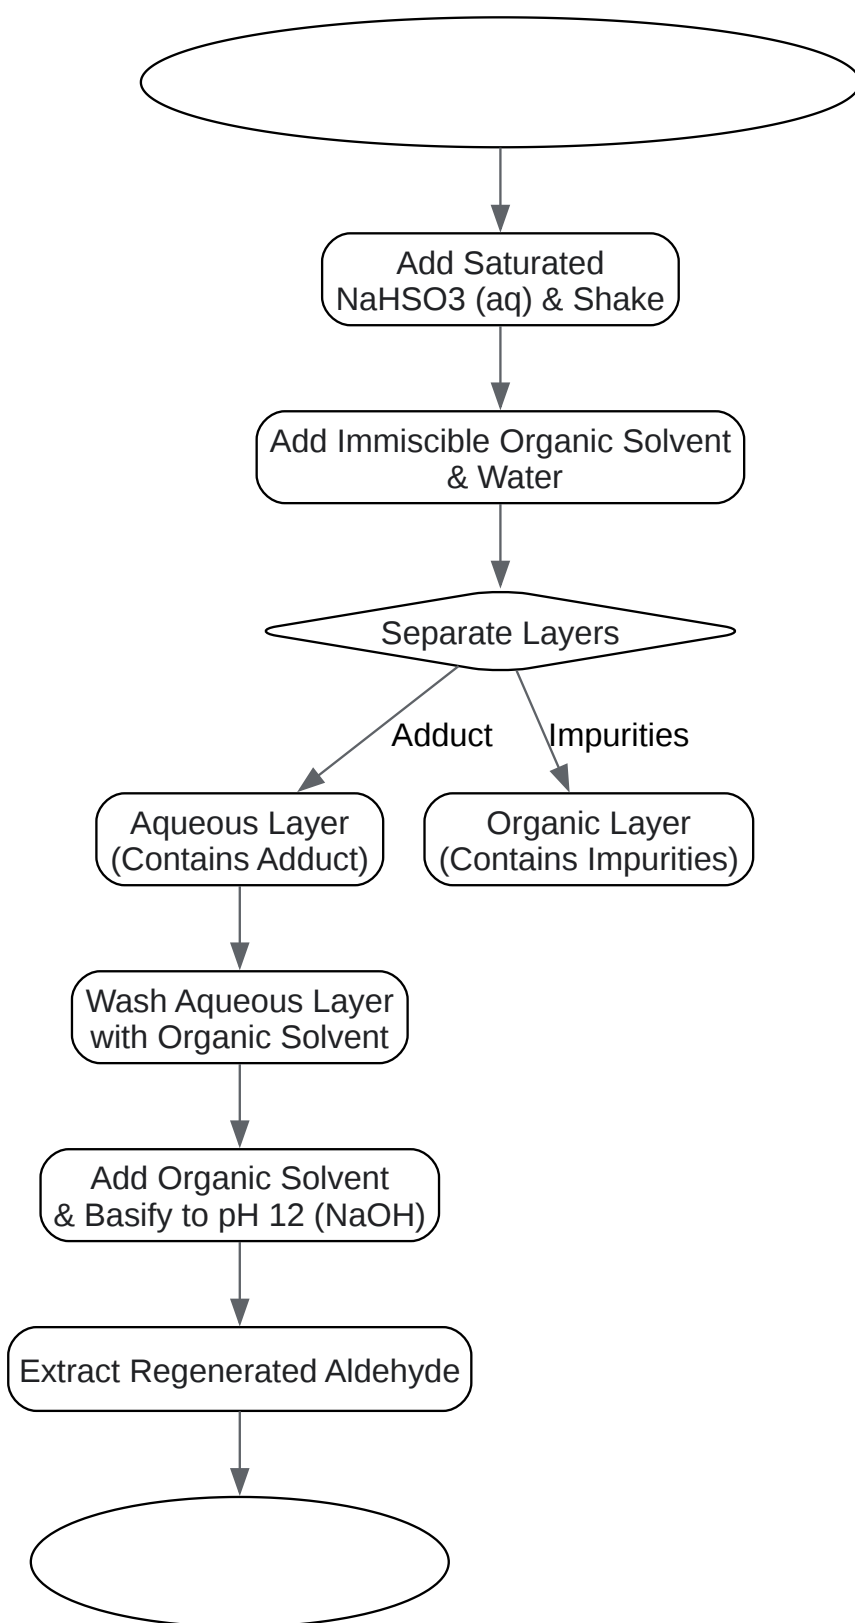 Add Saturated
NaHSO3 (aq) & Shake
Add Immiscible Organic Solvent
& Water
Separate Layers
Adduct
Impurities
Aqueous Layer
(Contains Adduct)
Organic Layer
(Contains Impurities)
Wash Aqueous Layer
with Organic Solvent
Add Organic Solvent
& Basify to pH 12 (NaOH)
Extract Regenerated Aldehyde